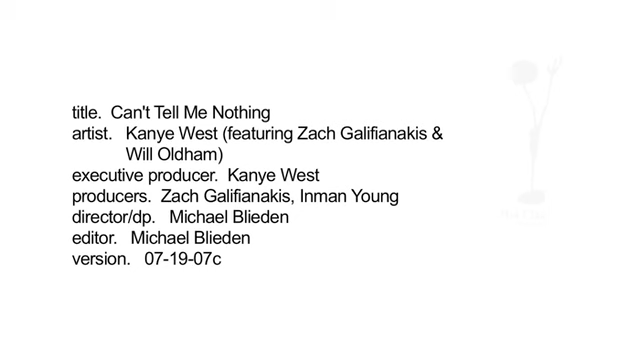 title. Can't Tell Me Nothing
artist. Kanye West (featuring Zach Galifianakis &
Will Oldham)
executive producer. Kanye West
producers. Zach Galifianakis, Inman Young
director/dp. Michael Blieden
editor. Michael Blieden
version. 07-19-07c